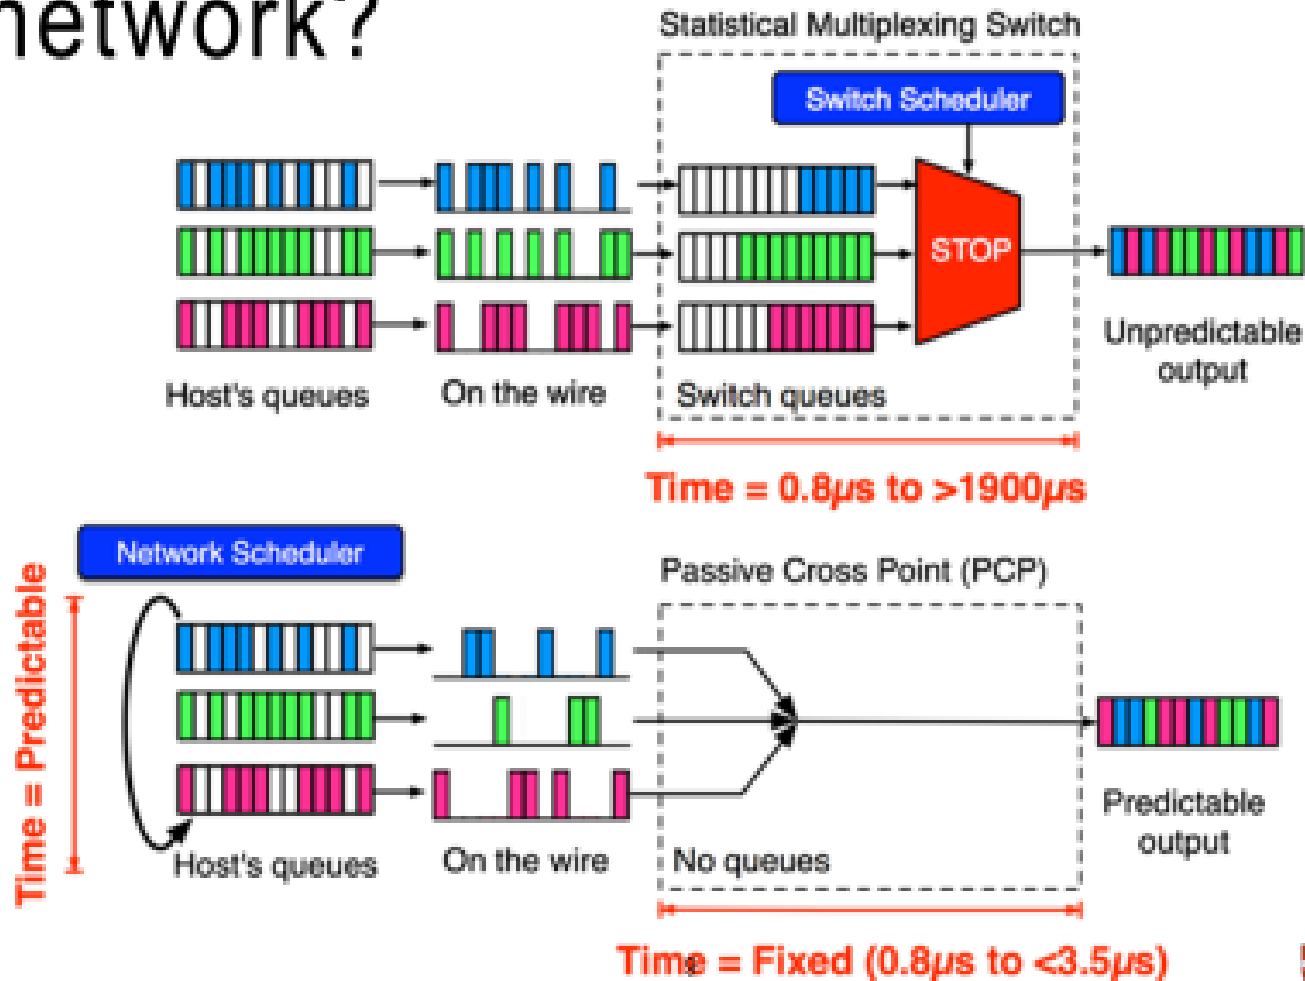 network?
Statistical Multiplexing Switch
Switch Scheduler
STOP
Unpredictable
output
Host's queues
On the wire
Switch queues
Time = 0.8µs to >1900µs
Network Scheduler
Passive Cross Point (PCP)
Time = Predictable
Predictable
output
Host's queues
On the wire
No queues
Time = Fixed (0.8µs to <3.5µs)